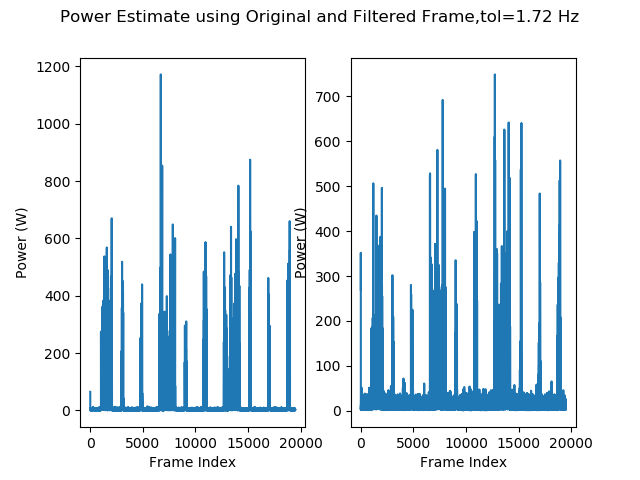 Power Estimate using Original and Filtered Frame,tol=1.72 Hz
Power (W)
1200
1000
800
600
400
200
0
0 5000 10000 15000 20000
Frame Index
Power (W)
700
600
500
400
300
200
100
0
0 5000 10000 15000 20000
Frame Index